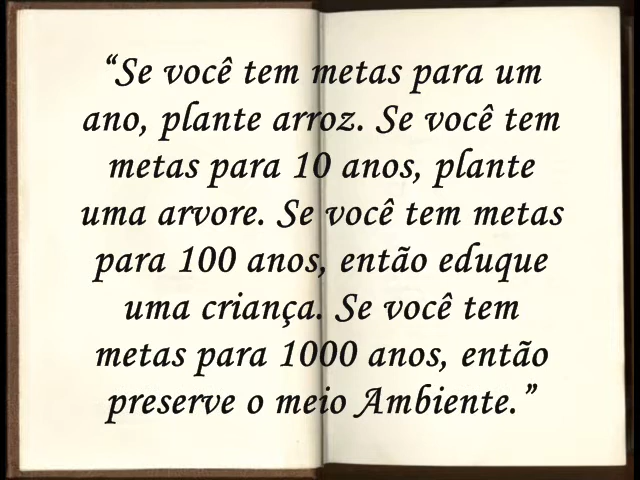 “Se você tem metas para um
ano, plante arroz. Se você tem
metas para 10 anos, plante
uma arvore. Se você tem metas
para 100 anos, então eduque
uma criança. Se você tem
metas para 1000 anos, então
preserve o meio Ambiente.”